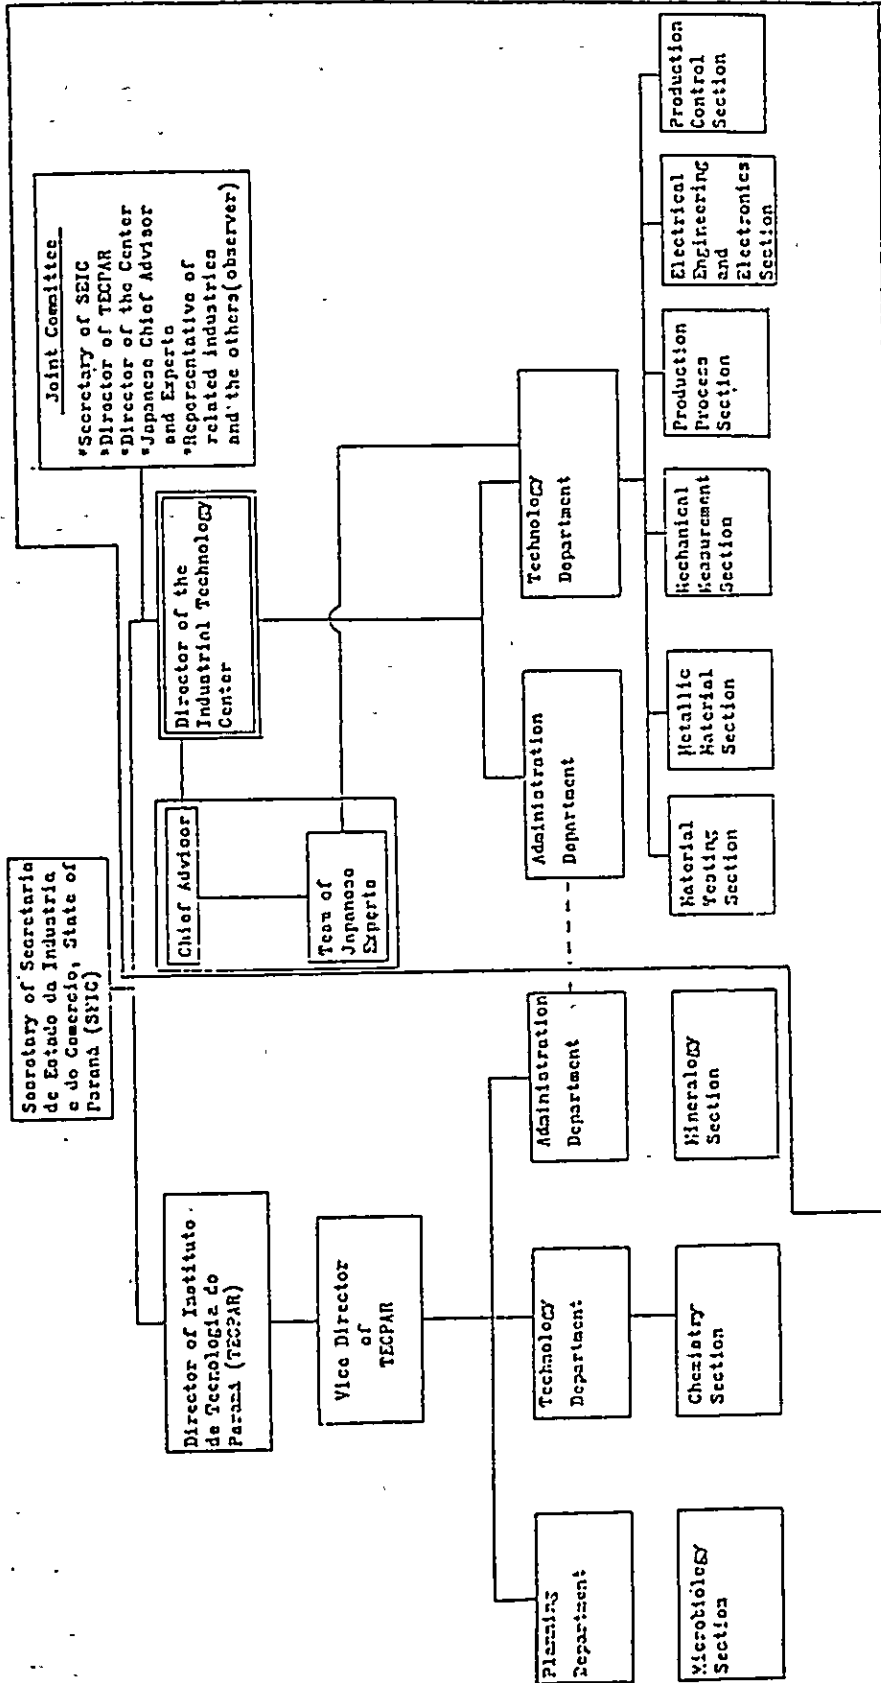 Secretary of Secretaria
de Estado da Industria
e do Comercio, State of
Paraná (SEIC)
Joint Committee
*Secretary of SEIC
*Director of TECPAR
*Director of the Center
*Japanese Chief Advisor
and Experts
*Reporsentative of
related industries
and the others(observer)
Director of Instituto
de Tecnologia do
Paraná (TECPAR)
Chief Advisor
Director of the
Industrial Technology
Center
Vice Director
of
TECPAR
Team of
Japanese
Experts
Planning
Department
Technology
Department
Administration
Department
Administration
Department
Technology
Department
Microbiology
Section
Chemistry
Section
Mineralogy
Section
Material
Testing
Section
Metallic
Material
Section
Mechanical
Measurement
Section
Production
Process
Section
Electrical
Engineering
and
Electronics
Section
Production
Control
Section